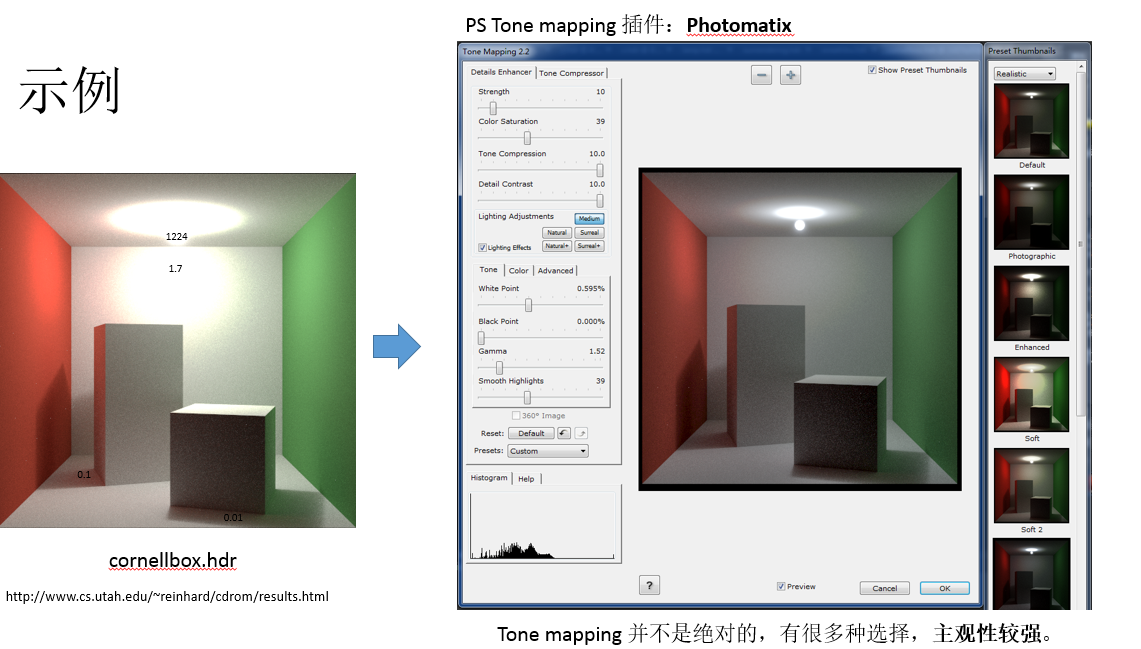 示例
1224
1.7
0.1
0.01
cornellbox.hdr
http://www.cs.utah.edu/~reinhard/cdrom/results.html
PS Tone mapping 插件：Photomatix
Tone Mapping 2.2
Details Enhancer
Tone Compressor
Show Preset Thumbnails
Strength 10
Color Saturation 39
Tone Compression 10.0
Detail Contrast 10.0
Lighting Adjustments
Medium
Natural
Surreal
Lighting Effects
Natural+
Surreal+
Tone
Color
Advanced
White Point 0.595%
Black Point 0.000%
Gamma 1.52
Smooth Highlights 39
360° Image
Reset: Default
Presets: Custom
Histogram
Help
?
Preview
Cancel
OK
Preset Thumbnails
Realistic
Default
Photographic
Enhanced
Soft
Soft 2
Tone mapping 并不是绝对的，有很多种选择，主观性较强。